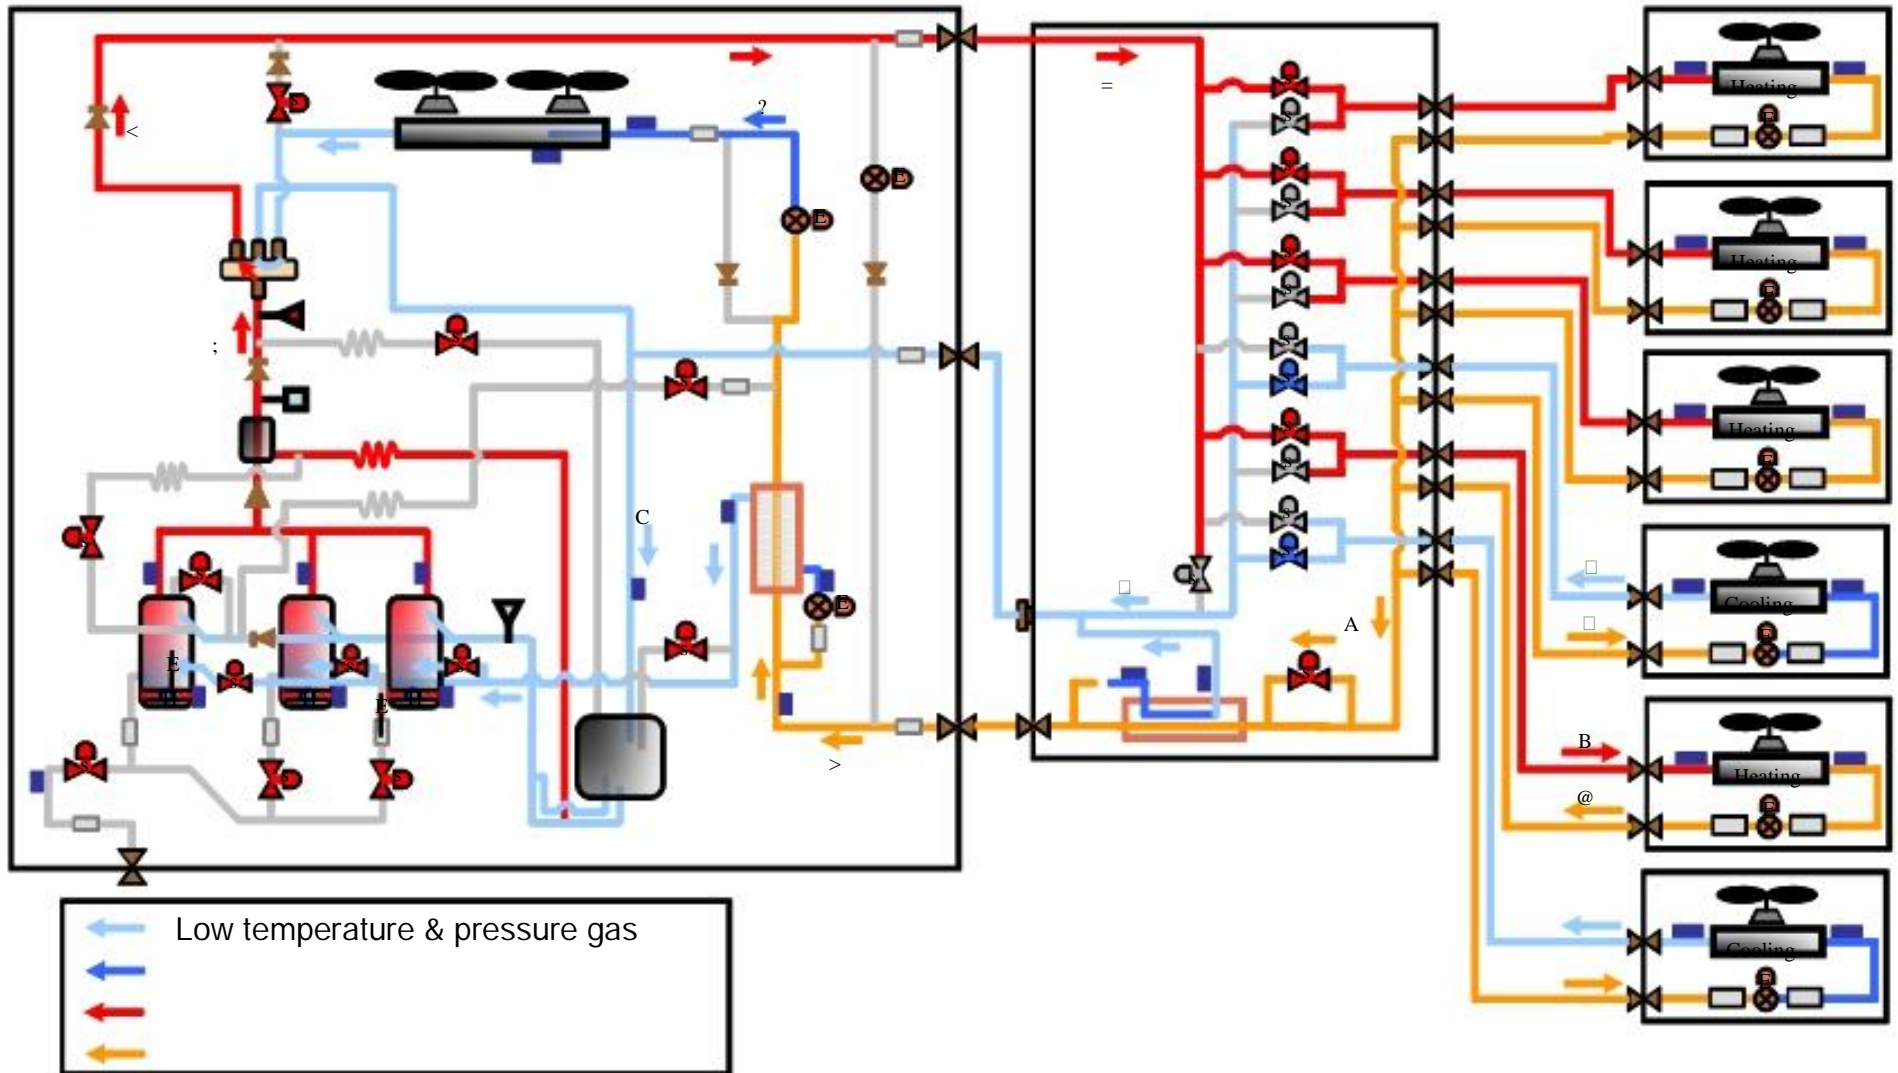 Heating
?
=
<
E
E
E
Heating
E
;
Heating
E
C
Cooling
E
E
A
E
E
B
Heating
>
@
E
Low temperature & pressure gas
Cooling
E